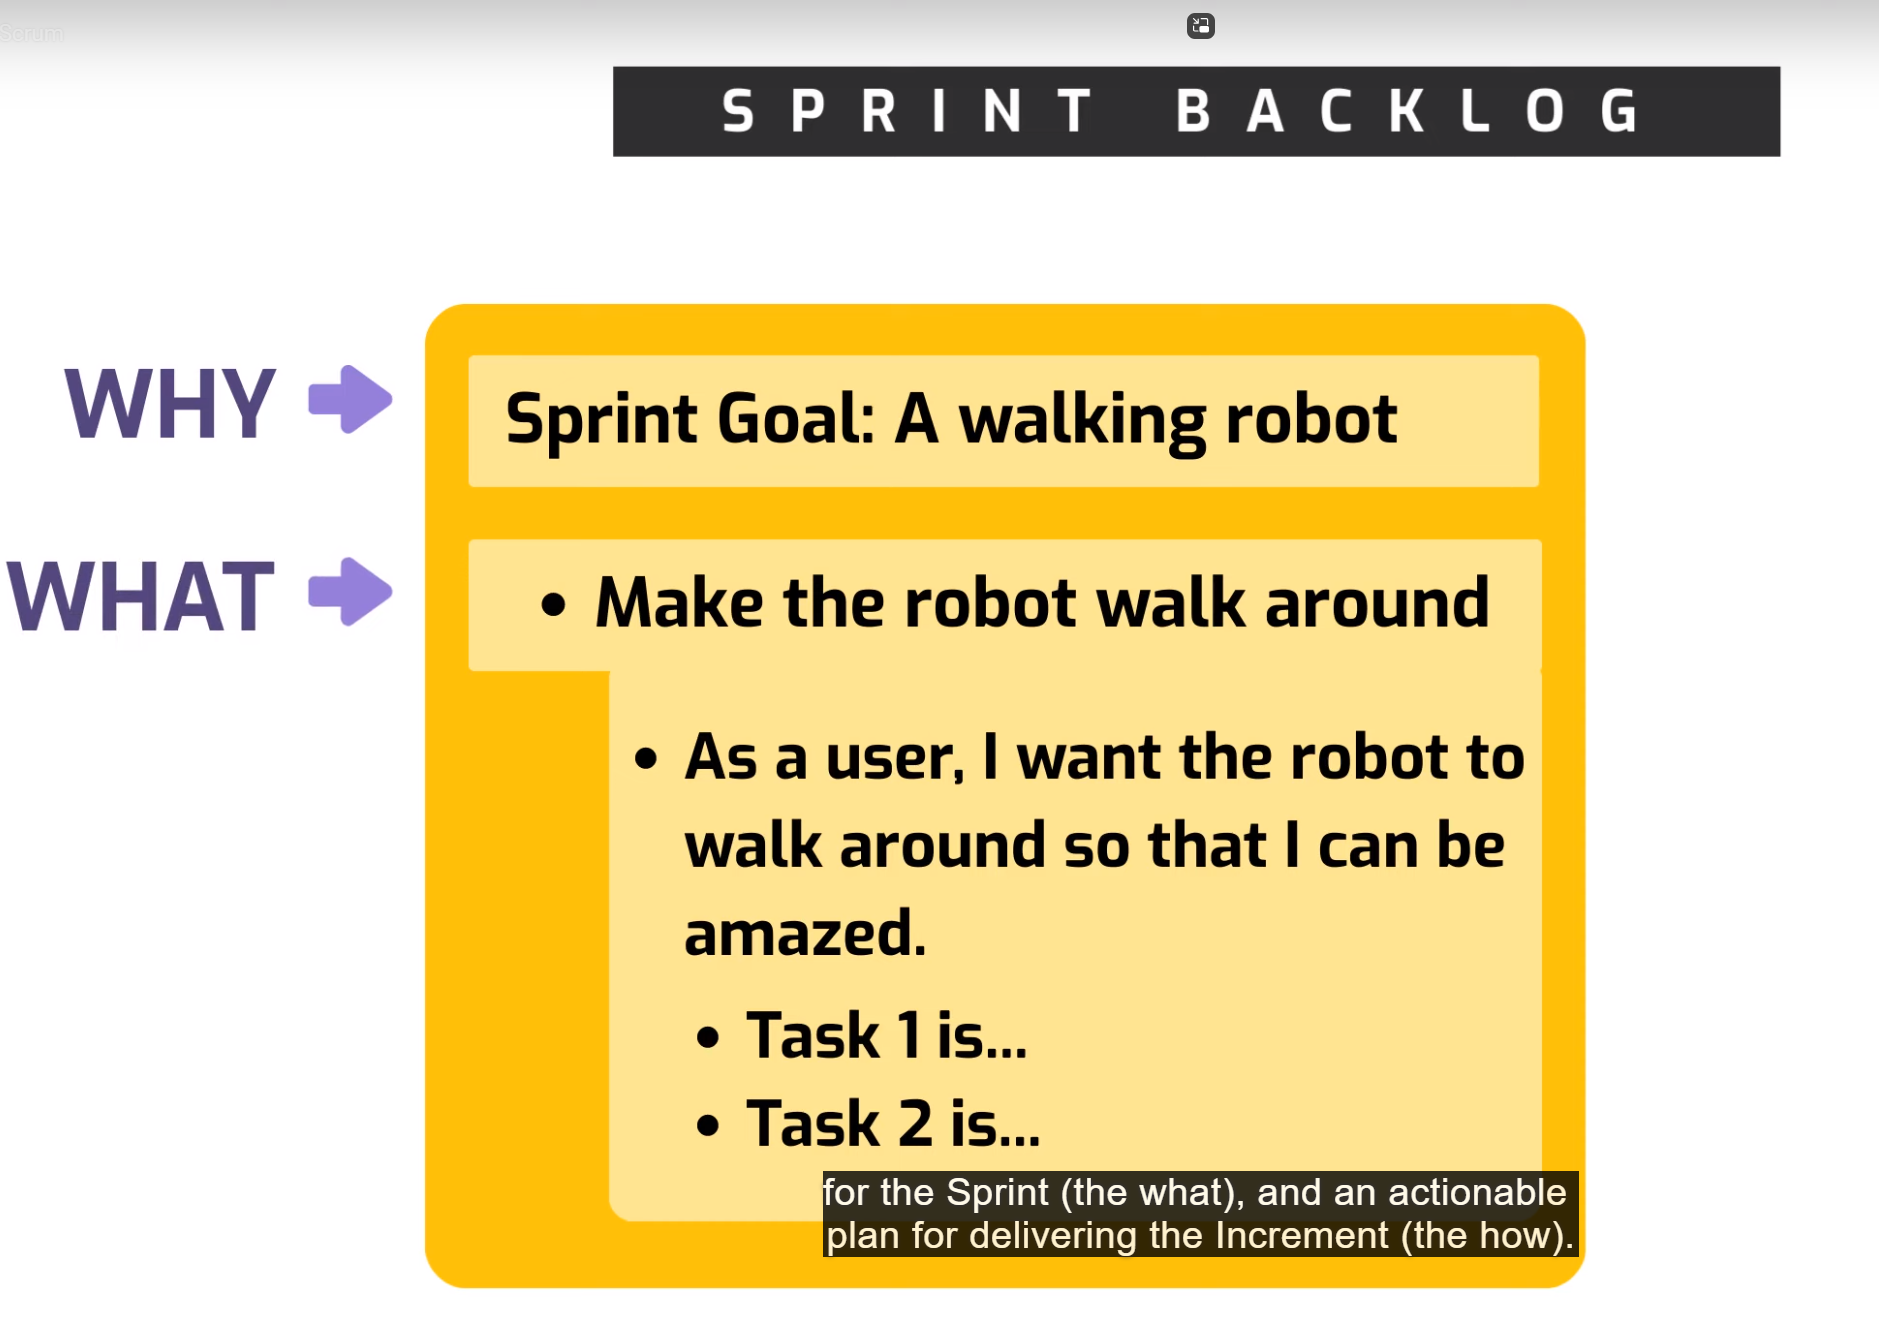 Scrum
SPRINT BACKLOG
WHY
Sprint Goal: A walking robot
WHAT
• Make the robot walk around
• As a user, I want the robot to
walk around so that I can be
amazed.
• Task 1 is...
• Task 2 is...
for the Sprint (the what), and an actionable
plan for delivering the Increment (the how).